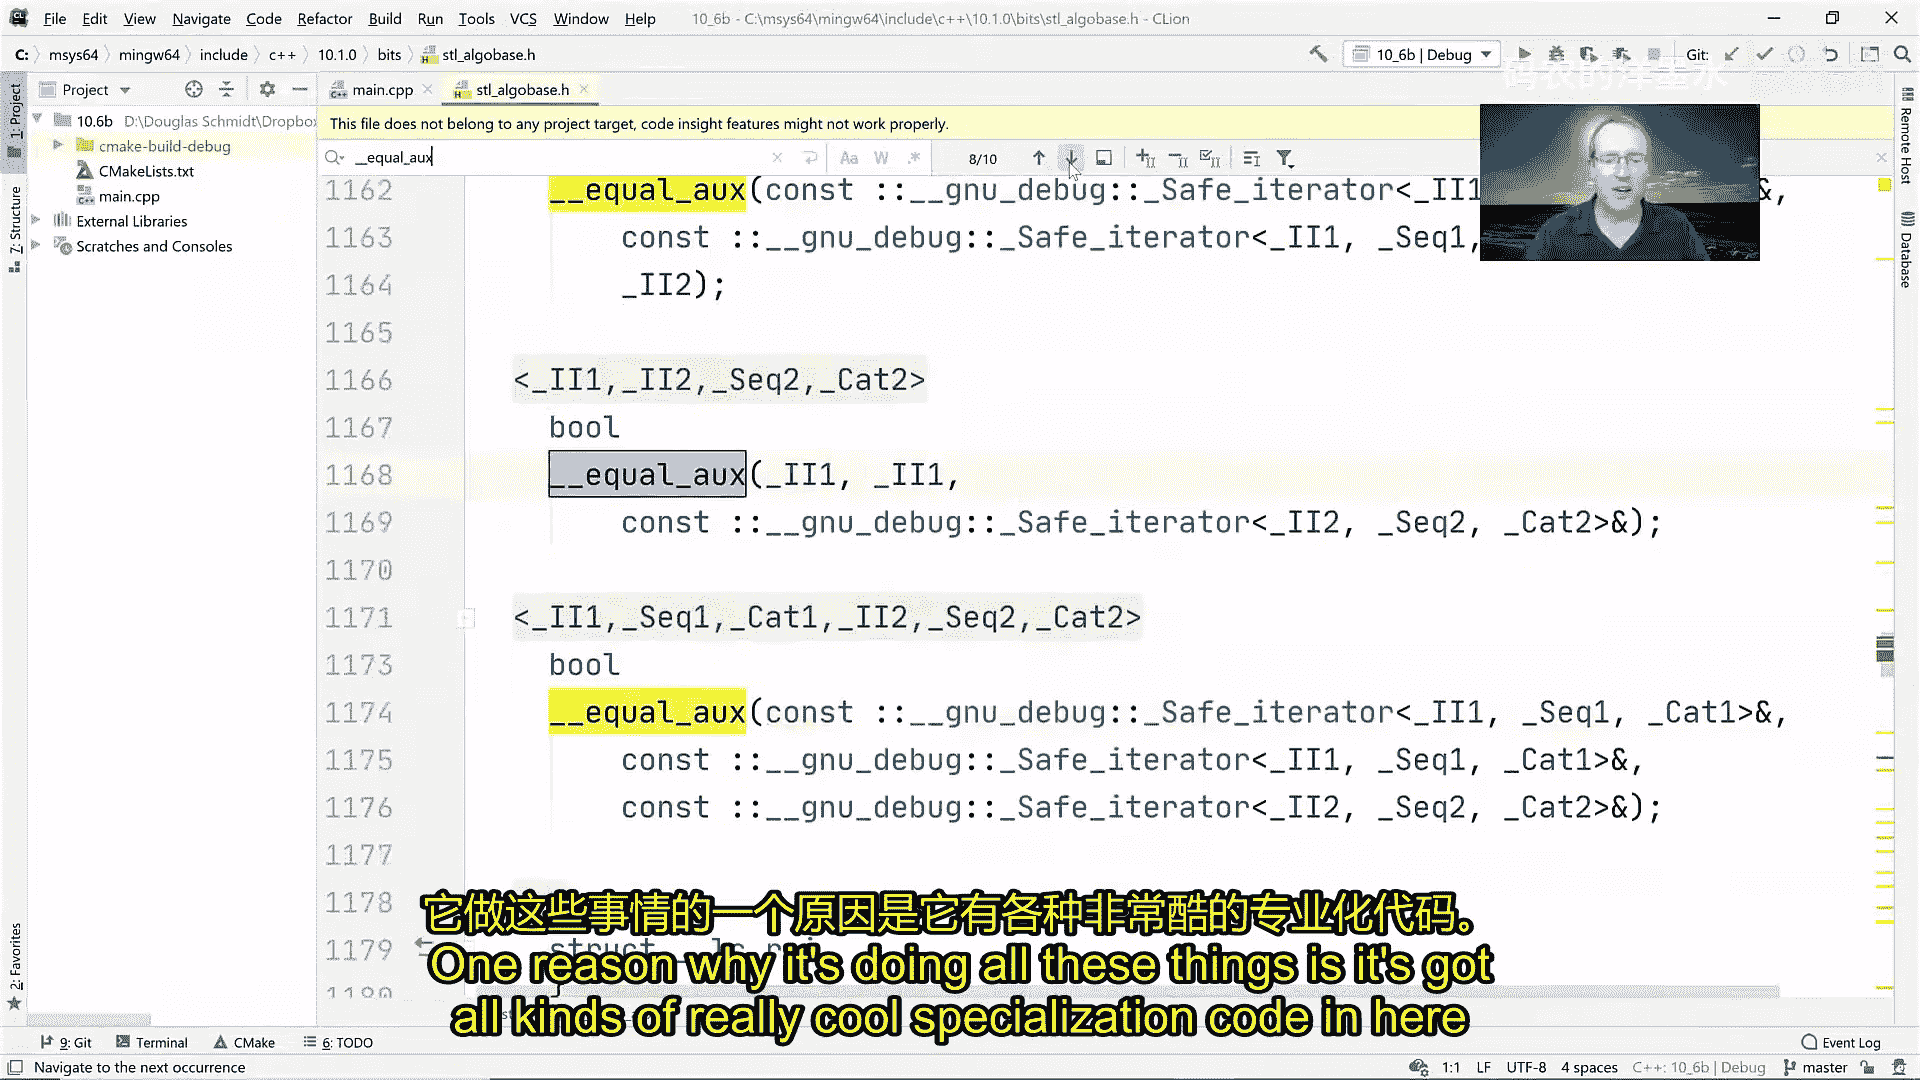 File Edit View Navigate Code Refactor Build Run Tools VCS Window Help 10_6b - C:\msys64\mingw64\include\c++\10.1.0\bits\stl_algobase.h - CLion
C: msys64 mingw64 include c++ 10.1.0 bits stl_algobase.h 10_6b | Debug Git:
码农的洋墨水
Project main.cpp stl_algobase.h
1: Project
10.6b D:\Douglas Schmidt\Dropbox
This file does not belong to any project target, code insight features might not work properly.
cmake-build-debug
__equal_aux Aa W .* 8/10
CMakeLists.txt
main.cpp
External Libraries
Scratches and Consoles
Z: Structure
Remote Host
Database
1162 __equal_aux(const ::__gnu_debug::_Safe_iterator<_II1 &,
1163 const ::__gnu_debug::_Safe_iterator<_II1, _Seq1,
1164 _II2);
1165
1166 <_II1,_II2,_Seq2,_Cat2>
1167 bool
1168 __equal_aux(_II1, _II1,
1169 const ::__gnu_debug::_Safe_iterator<_II2, _Seq2, _Cat2>&);
1170
1171 <_II1,_Seq1,_Cat1,_II2,_Seq2,_Cat2>
1173 bool
1174 __equal_aux(const ::__gnu_debug::_Safe_iterator<_II1, _Seq1, _Cat1>&,
1175 const ::__gnu_debug::_Safe_iterator<_II1, _Seq1, _Cat1>&,
1176 const ::__gnu_debug::_Safe_iterator<_II2, _Seq2, _Cat2>&);
1177
1178
1179 struct
1180
它做这些事情的一个原因是它有各种非常酷的专业化代码。
One reason why it's doing all these things is it's got
all kinds of really cool specialization code in here
2: Favorites
9: Git Terminal CMake 6: TODO Event Log
Navigate to the next occurrence 1:1 LF UTF-8 4 spaces C++: 10_6b | Debug master